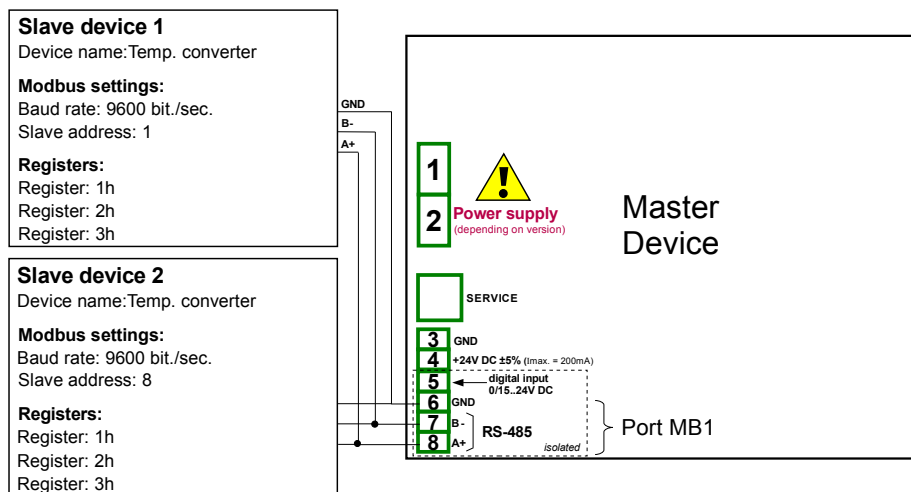 Slave device 1
Device name:Temp. converter
Modbus settings:
Baud rate: 9600 bit./sec.
Slave address: 1
Registers:
Register: 1h
Register: 2h
Register: 3h
GND
B-
A+
Slave device 2
Device name:Temp. converter
Modbus settings:
Baud rate: 9600 bit./sec.
Slave address: 8
Registers:
Register: 1h
Register: 2h
Register: 3h
1
2
!
Power supply
(depending on version)
Master
Device
SERVICE
3 GND
4 +24V DC ±5% (Imax. = 200mA)
5 digital input
0/15..24V DC
6 GND
7 B-
8 A+
RS-485
isolated
Port MB1